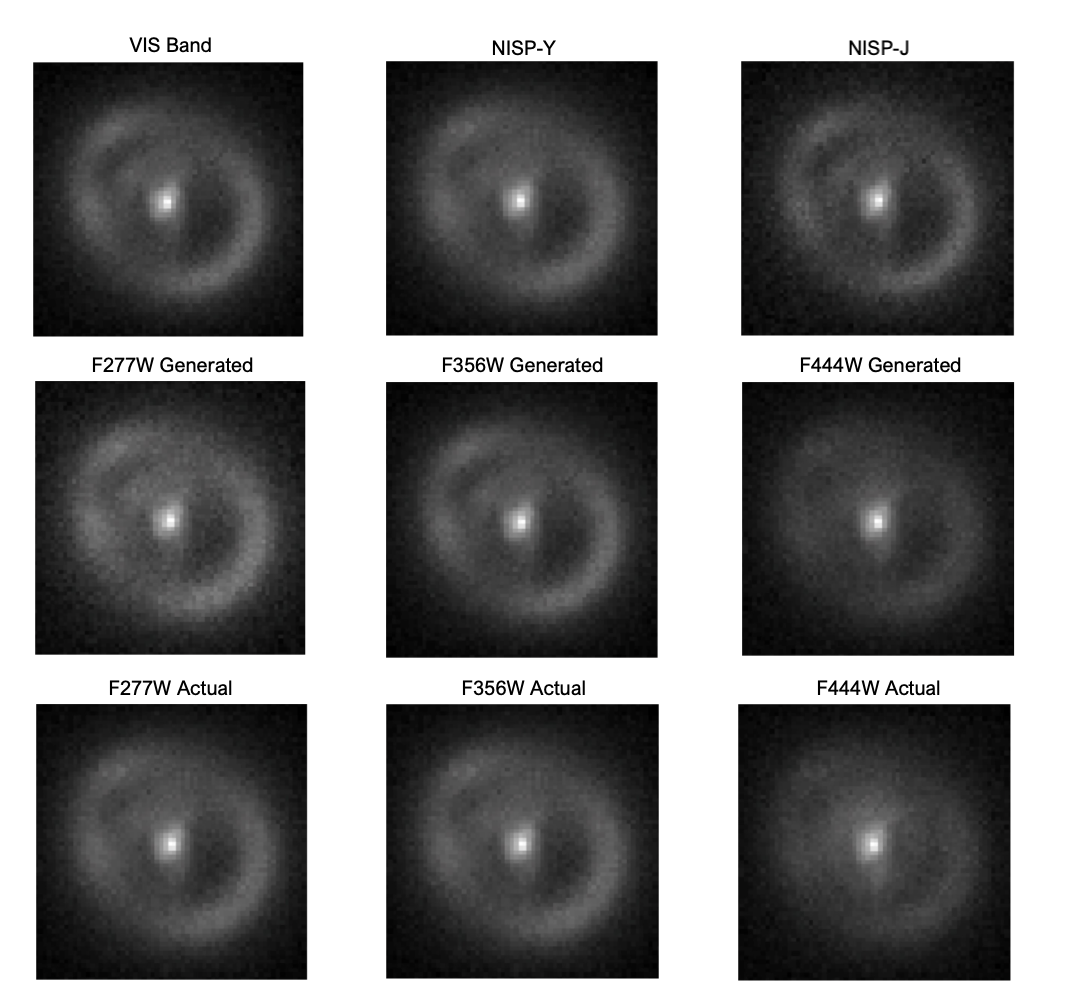 VIS Band
NISP-Y
NISP-J
F277W Generated
F356W Generated
F444W Generated
F277W Actual
F356W Actual
F444W Actual